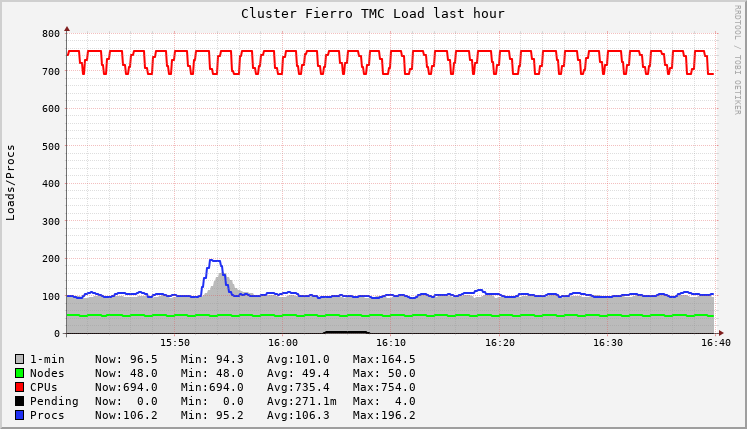 Cluster Fierro TMC Load last hour
RRDTOOL / TOBI OETIKER
Loads/Procs
800
700
600
500
400
300
200
100
0
15:50 16:00 16:10 16:20 16:30 16:40
1-min Now: 96.5 Min: 94.3 Avg:101.0 Max:164.5
Nodes Now: 48.0 Min: 48.0 Avg: 49.4 Max: 50.0
CPUs Now:694.0 Min:694.0 Avg:735.4 Max:754.0
Pending Now: 0.0 Min: 0.0 Avg:271.1m Max: 4.0
Procs Now:106.2 Min: 95.2 Avg:106.3 Max:196.2